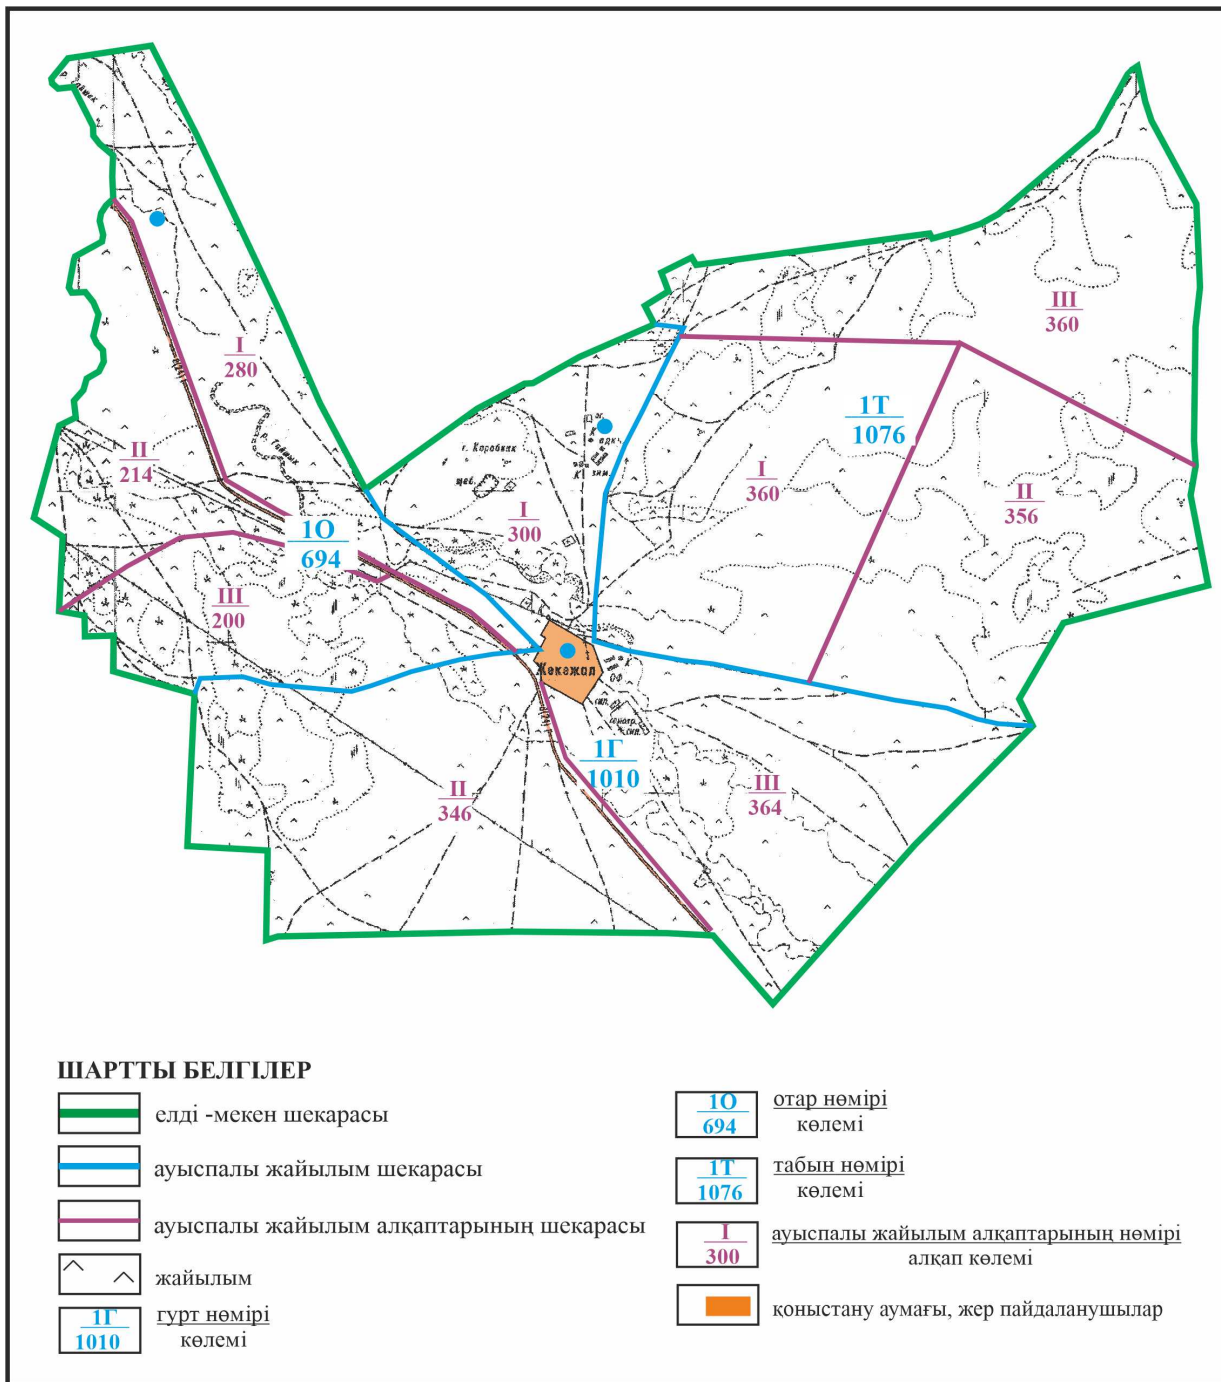 III
360
I
280
1Т
1076
II
214
г. Коробках
I
360
I
300
II
356
1О
694
III
200
Жекежал
1Г
1010
II
346
III
364
ШАРТТЫ БЕЛГІЛЕР
елді -мекен шекарасы
ауыспалы жайылым шекарасы
ауыспалы жайылым алқаптарының шекарасы
жайылым
1Г
1010
гурт нөмірі
көлемі
1О
694
отар нөмірі
көлемі
1Т
1076
табын нөмірі
көлемі
I
300
ауыспалы жайылым алқаптарының нөмірі
алқап көлемі
қоныстану аумағы, жер пайдаланушылар